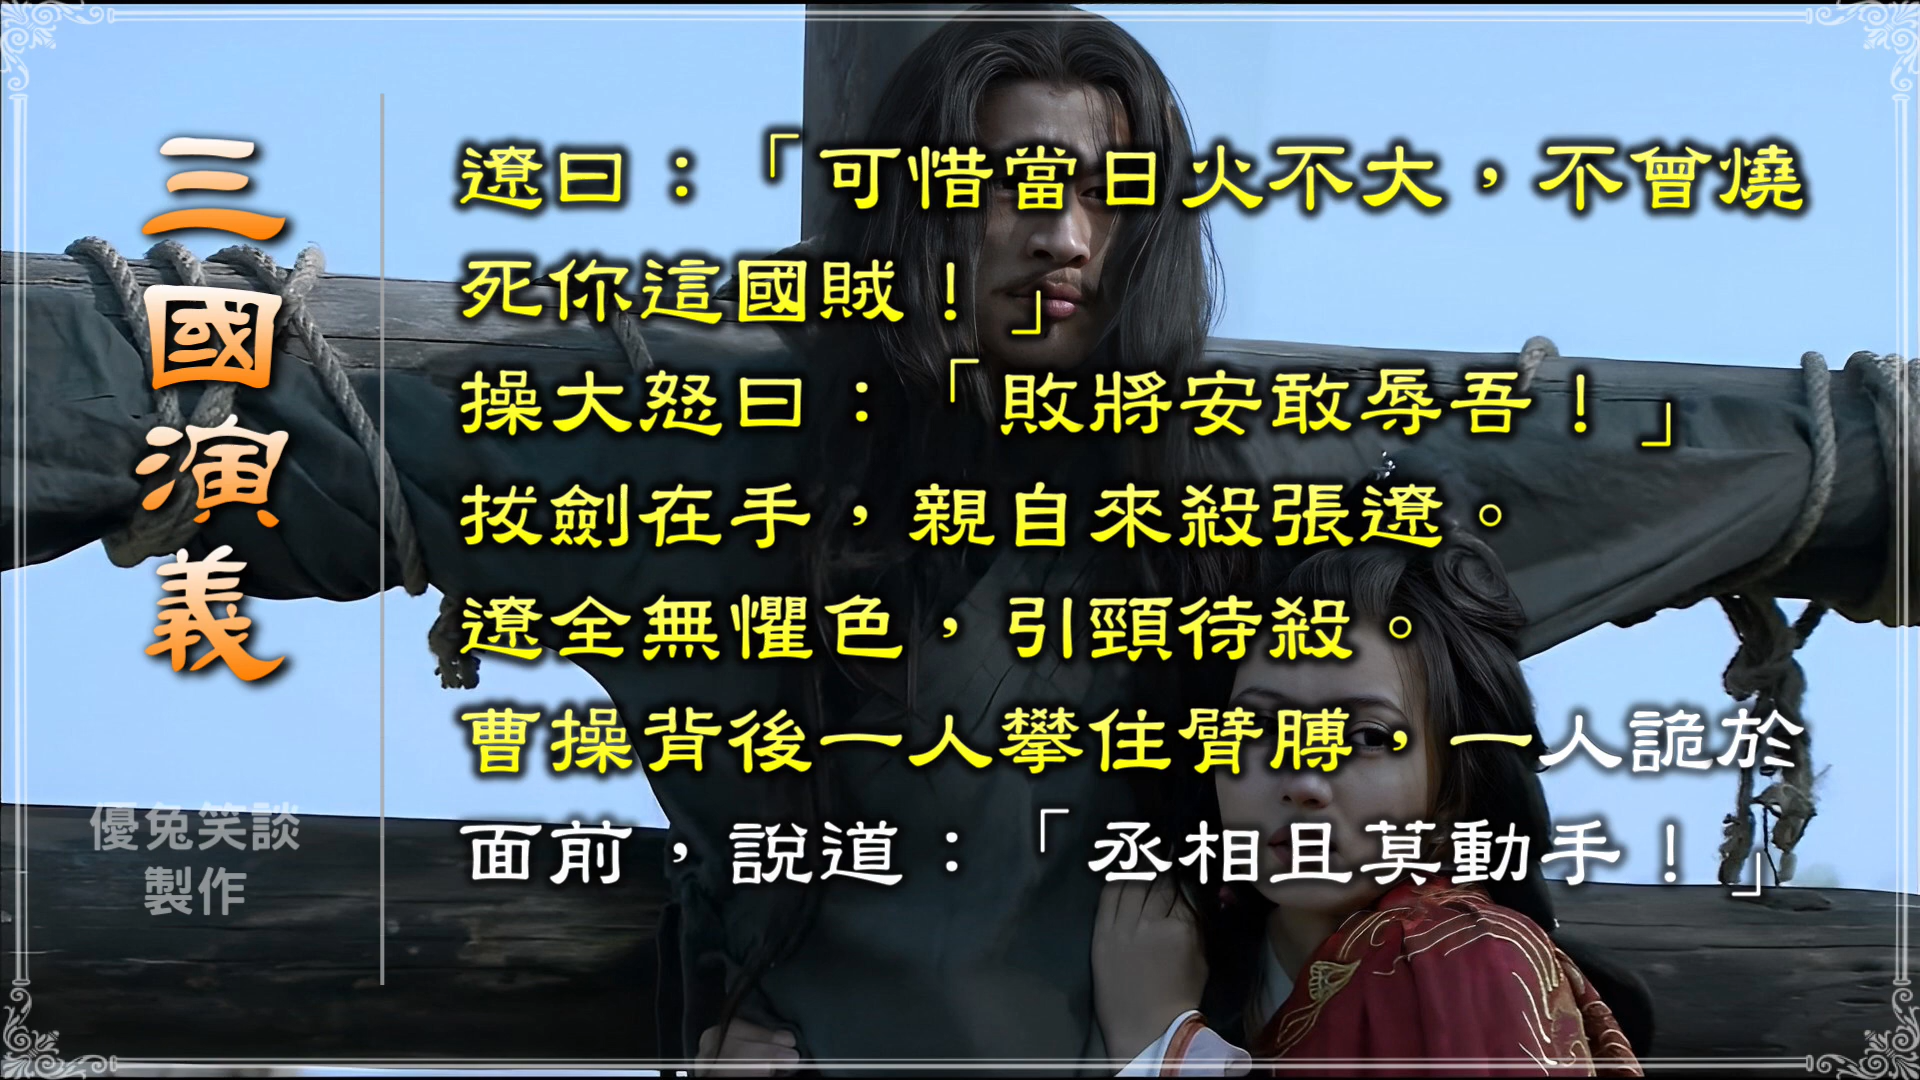 三國演義
優兔笑談
製作
遼曰：「可惜當日火不大，不曾燒
死你這國賊！」
操大怒曰：「敗將安敢辱吾！」
拔劍在手，親自來殺張遼。
遼全無懼色，引頸待殺。
曹操背後一人攀住臂膊，一人詭於
面前，說道：「丞相且莫動手！」